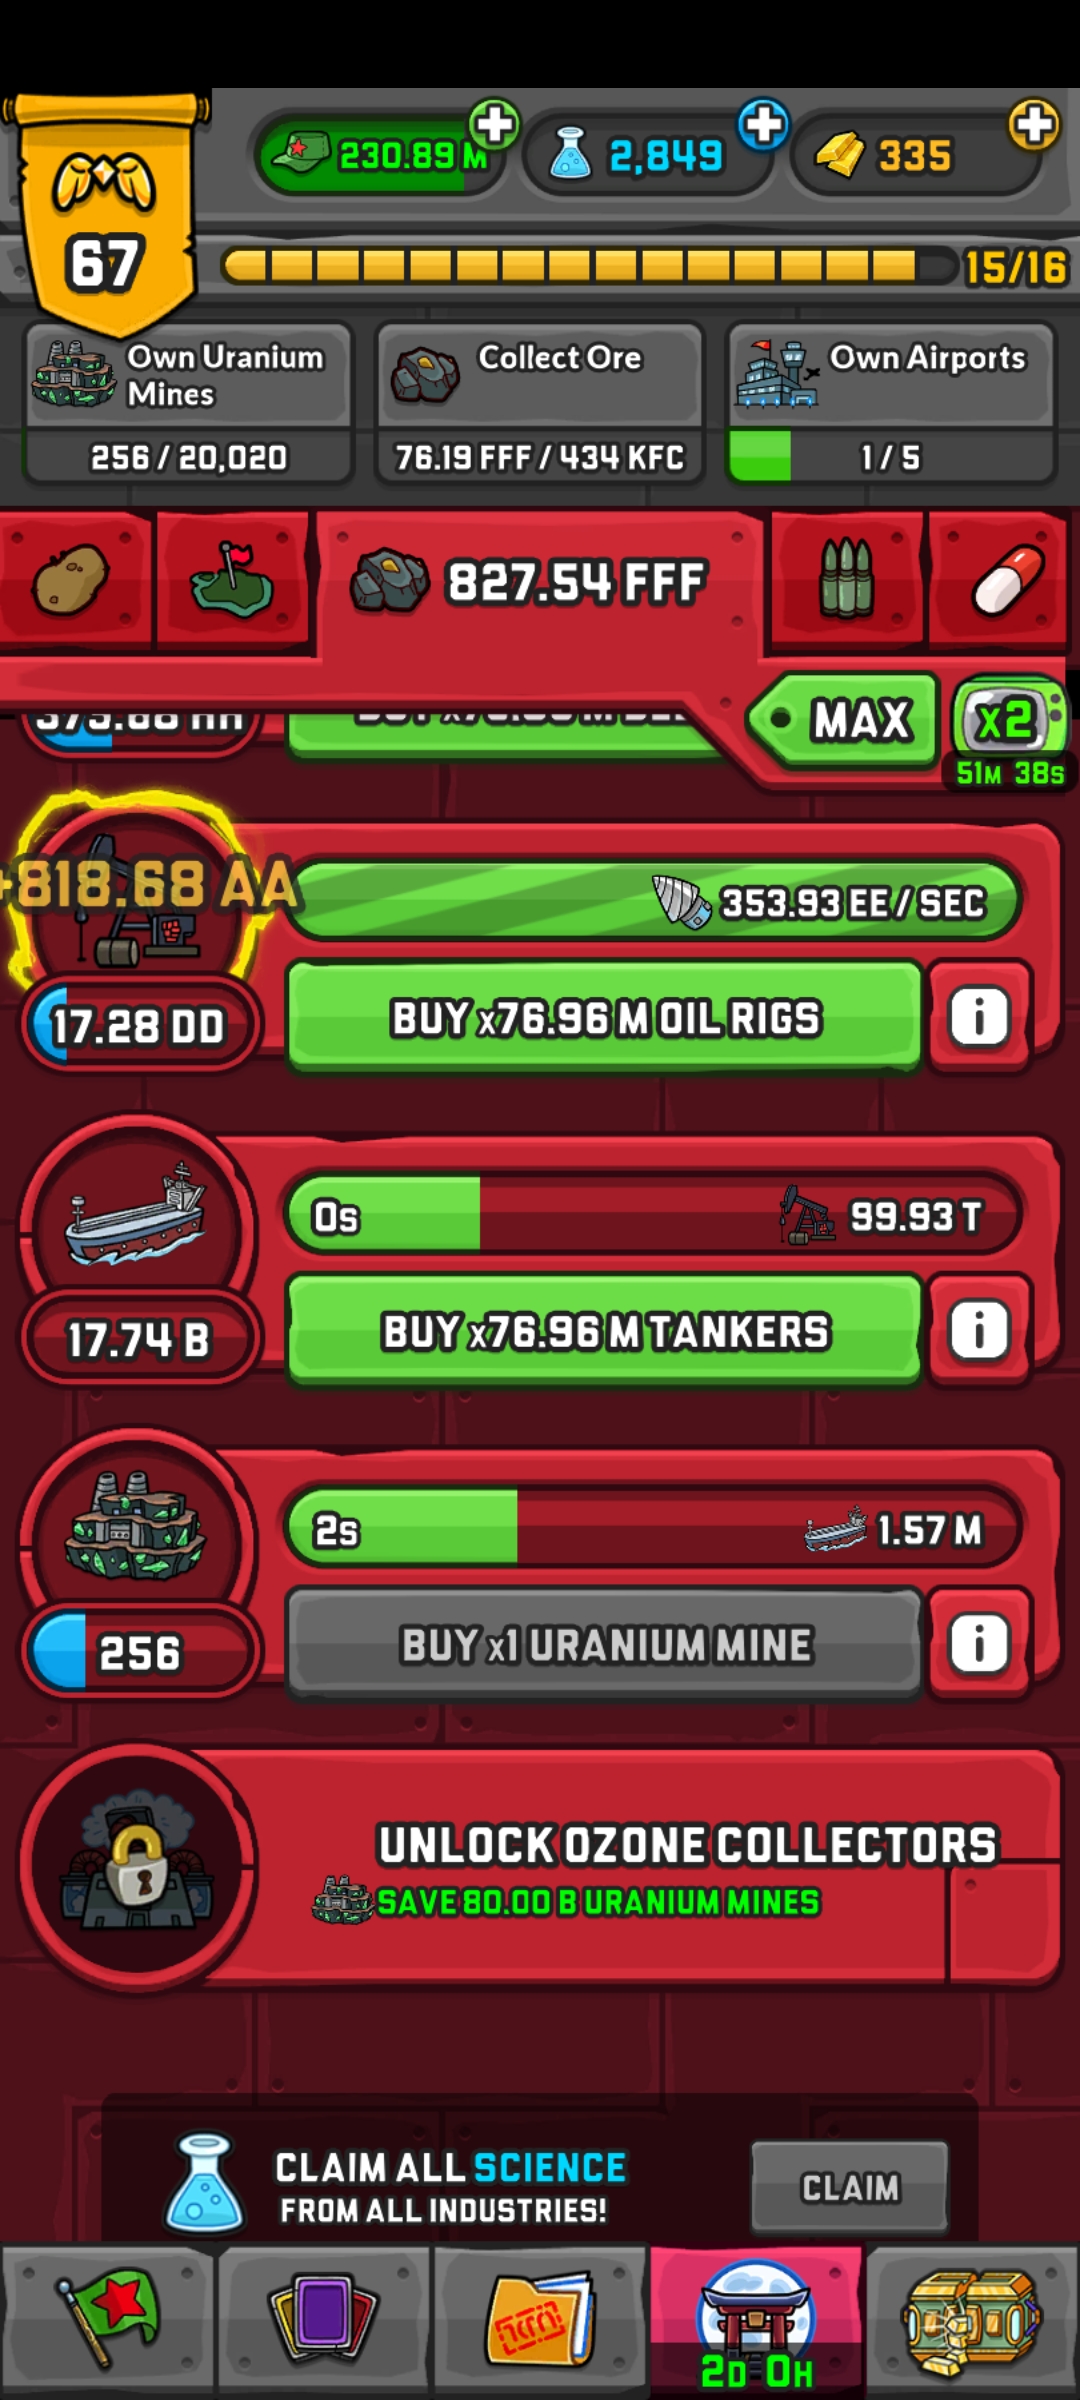 230.89 M
2,849
335
67
15/16
Own Uranium
Mines
256 / 20,020
Collect Ore
76.19 FFF / 434 KFC
Own Airports
1 / 5
827.54 FFF
MAX
x2
51M 38S
+818.68 AA
353.93 EE / SEC
17.28 DD
BUY x76.96 M OIL RIGS
i
0s
99.93 T
17.74 B
BUY x76.96 M TANKERS
i
2s
1.57 M
256
BUY x1 URANIUM MINE
i
UNLOCK OZONE COLLECTORS
SAVE 80.00 B URANIUM MINES
CLAIM ALL SCIENCE
FROM ALL INDUSTRIES!
CLAIM
2D 0H